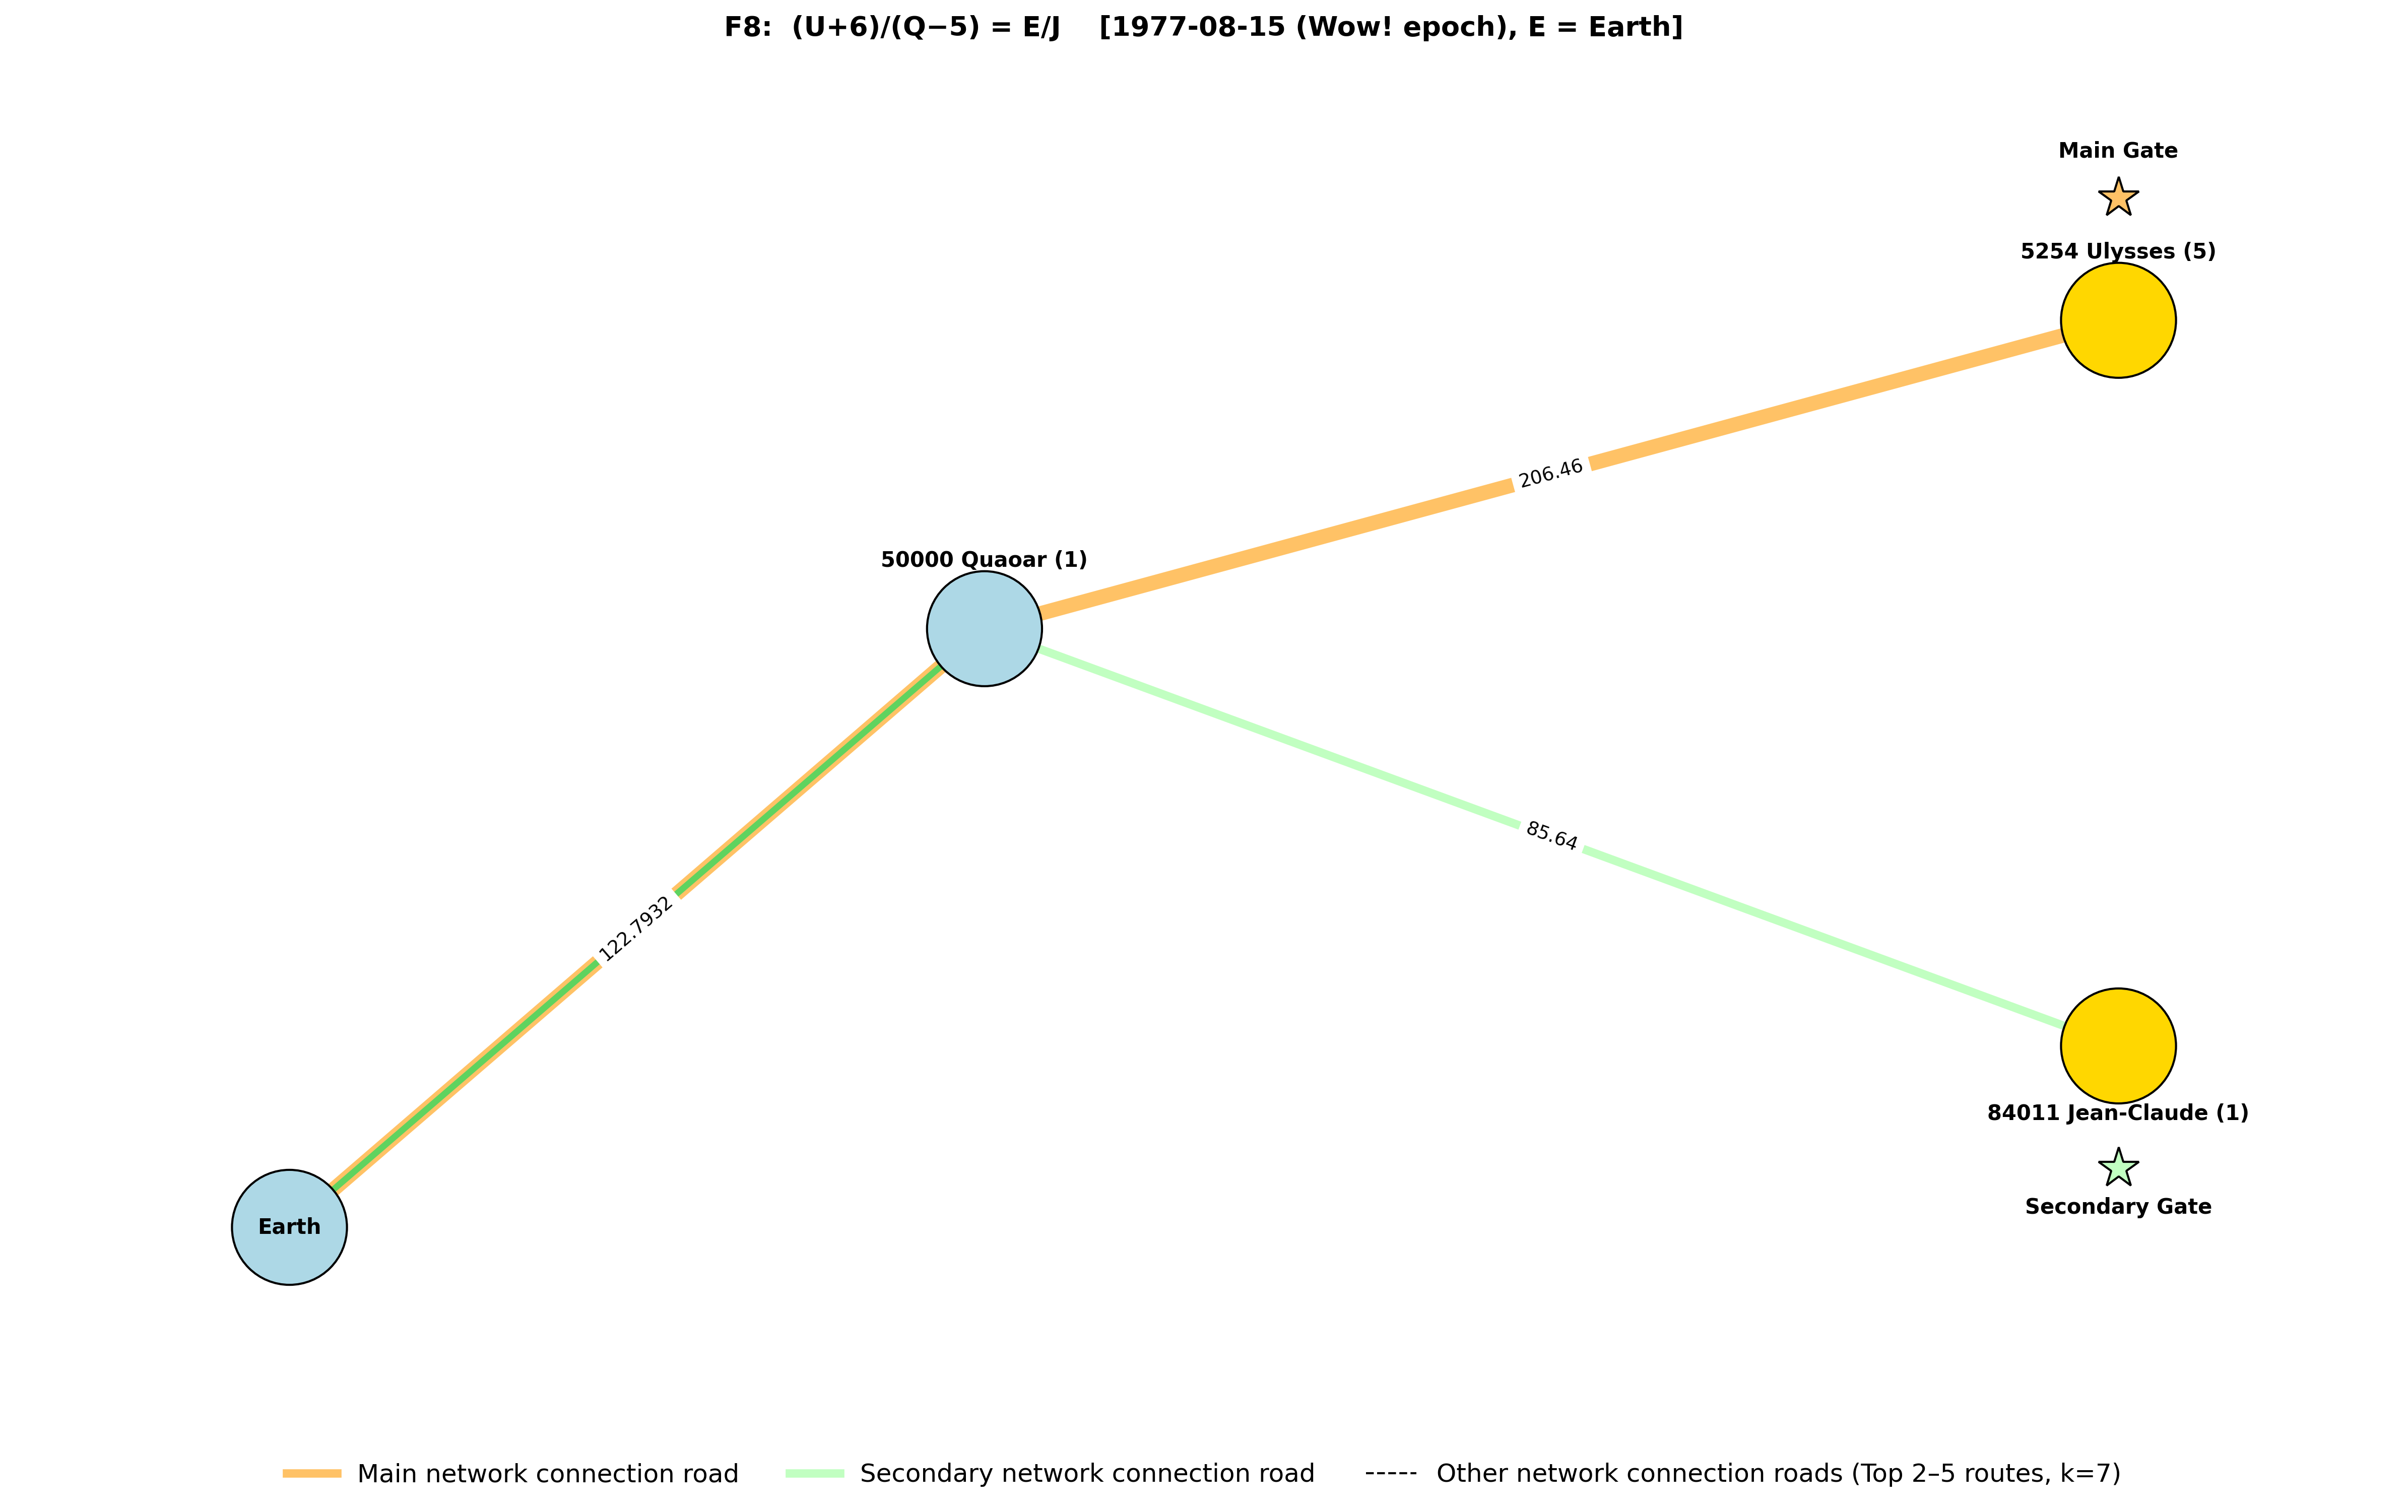 F8:  (U+6)/(Q−5) = E/J    [1977-08-15 (Wow! epoch), E = Earth]
Main Gate
5254 Ulysses (5)
206.46
50000 Quaoar (1)
85.64
122.7932
84011 Jean-Claude (1)
Secondary Gate
Earth
Main network connection road
Secondary network connection road
Other network connection roads (Top 2–5 routes, k=7)